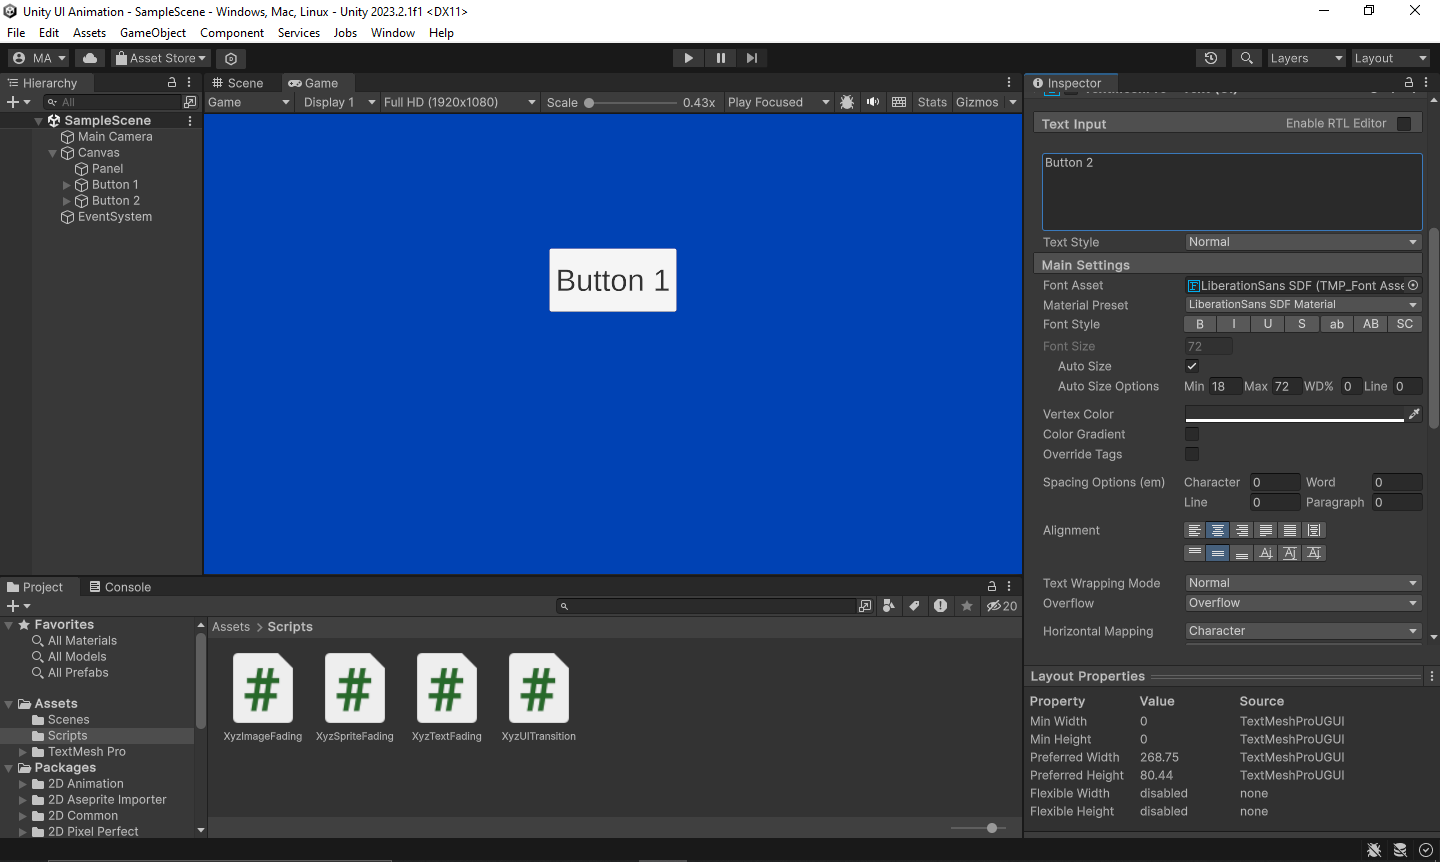 Unity UI Animation - SampleScene - Windows, Mac, Linux - Unity 2023.2.1f1 <DX11>
File Edit Assets GameObject Component Services Jobs Window Help
MA Asset Store Layers Layout
Hierarchy
All
SampleScene
Main Camera
Canvas
Panel
Button 1
Button 2
EventSystem
Scene Game
Game Display 1 Full HD (1920x1080) Scale 0.43x Play Focused Stats Gizmos
Button 1
Inspector
Text Input Enable RTL Editor
Button 2
Text Style Normal
Main Settings
Font Asset LiberationSans SDF (TMP_Font Asse
Material Preset LiberationSans SDF Material
Font Style B I U S ab AB SC
Font Size 72
Auto Size
Auto Size Options Min 18 Max 72 WD% 0 Line 0
Vertex Color
Color Gradient
Override Tags
Spacing Options (em) Character 0 Word 0
Line 0 Paragraph 0
Alignment
Text Wrapping Mode Normal
Overflow Overflow
Horizontal Mapping Character
Layout Properties
Property Value Source
Min Width 0 TextMeshProUGUI
Min Height 0 TextMeshProUGUI
Preferred Width 268.75 TextMeshProUGUI
Preferred Height 80.44 TextMeshProUGUI
Flexible Width disabled none
Flexible Height disabled none
Project Console
20
Favorites
All Materials
All Models
All Prefabs
Assets
Scenes
Scripts
TextMesh Pro
Packages
2D Animation
2D Aseprite Importer
2D Common
2D Pixel Perfect
Assets > Scripts
XyzImageFading XyzSpriteFading XyzTextFading XyzUITransition